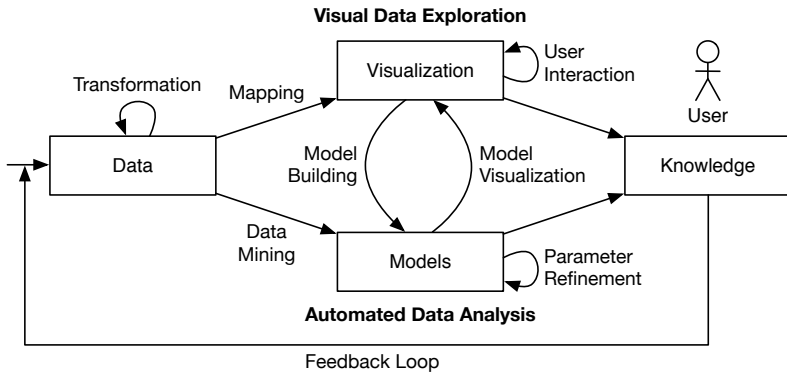 Visual Data Exploration
Transformation
Mapping
Visualization
User
Interaction
User
Data
Model
Building
Model
Visualization
Knowledge
Data
Mining
Models
Parameter
Refinement
Automated Data Analysis
Feedback Loop